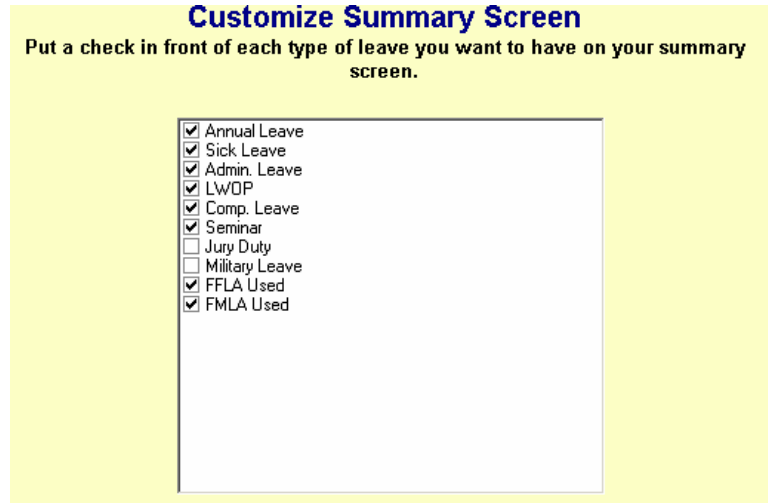 Customize Summary Screen
Put a check in front of each type of leave you want to have on your summary
screen.
Annual Leave
Sick Leave
Admin. Leave
LWOP
Comp. Leave
Seminar
Jury Duty
Military Leave
FFLA Used
FMLA Used